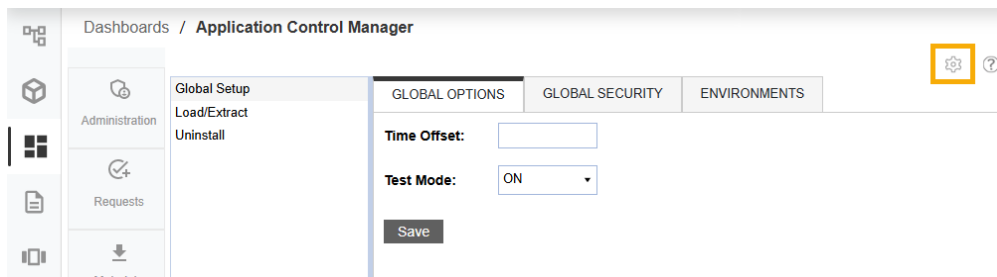 Dashboards / Application Control Manager
Administration
Requests
Global Setup
Load/Extract
Uninstall
GLOBAL OPTIONS
GLOBAL SECURITY
ENVIRONMENTS
Time Offset:
Test Mode:
ON
Save